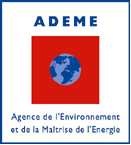 ADEME
Agence de l'Environnement
et de la Maîtrise de l'Energie